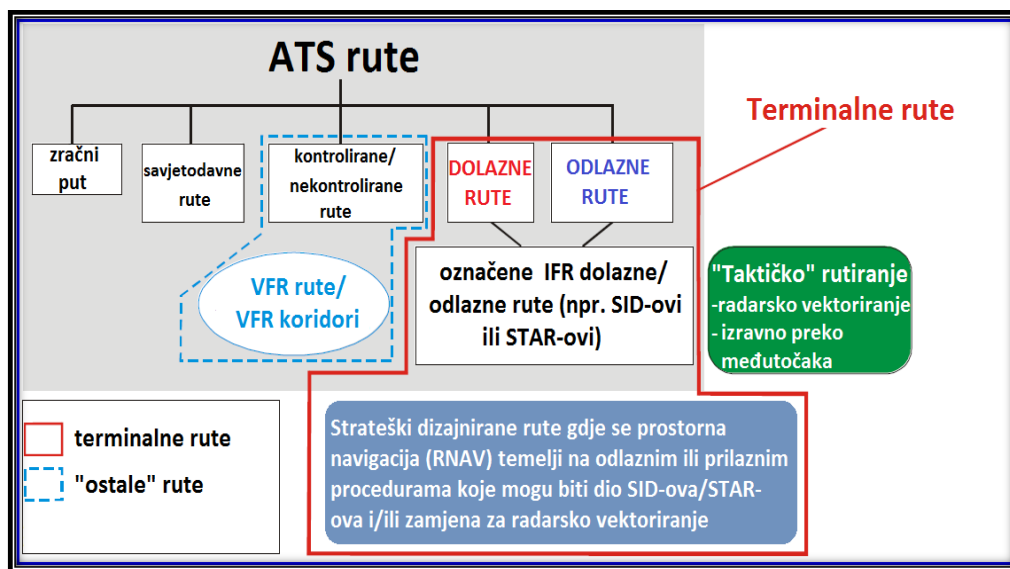 ATS rute
Terminalne rute
zračni
put
savjetodavne
rute
kontrolirane/
nekontrolirane
rute
DOLAZNE
RUTE
ODLAZNE
RUTE
VFR rute/
VFR koridori
označene IFR dolazne/
odlazne rute (npr. SID-ovi
ili STAR-ovi)
"Taktičko" rutiranje
-radarsko vektoriranje
- izravno preko
međutočaka
terminalne rute
"ostale" rute
Strateški dizajnirane rute gdje se prostorna
navigacija (RNAV) temelji na odlaznim ili prilaznim
procedurama koje mogu biti dio SID-ova/STAR-
ova i/ili zamjena za radarsko vektoriranje